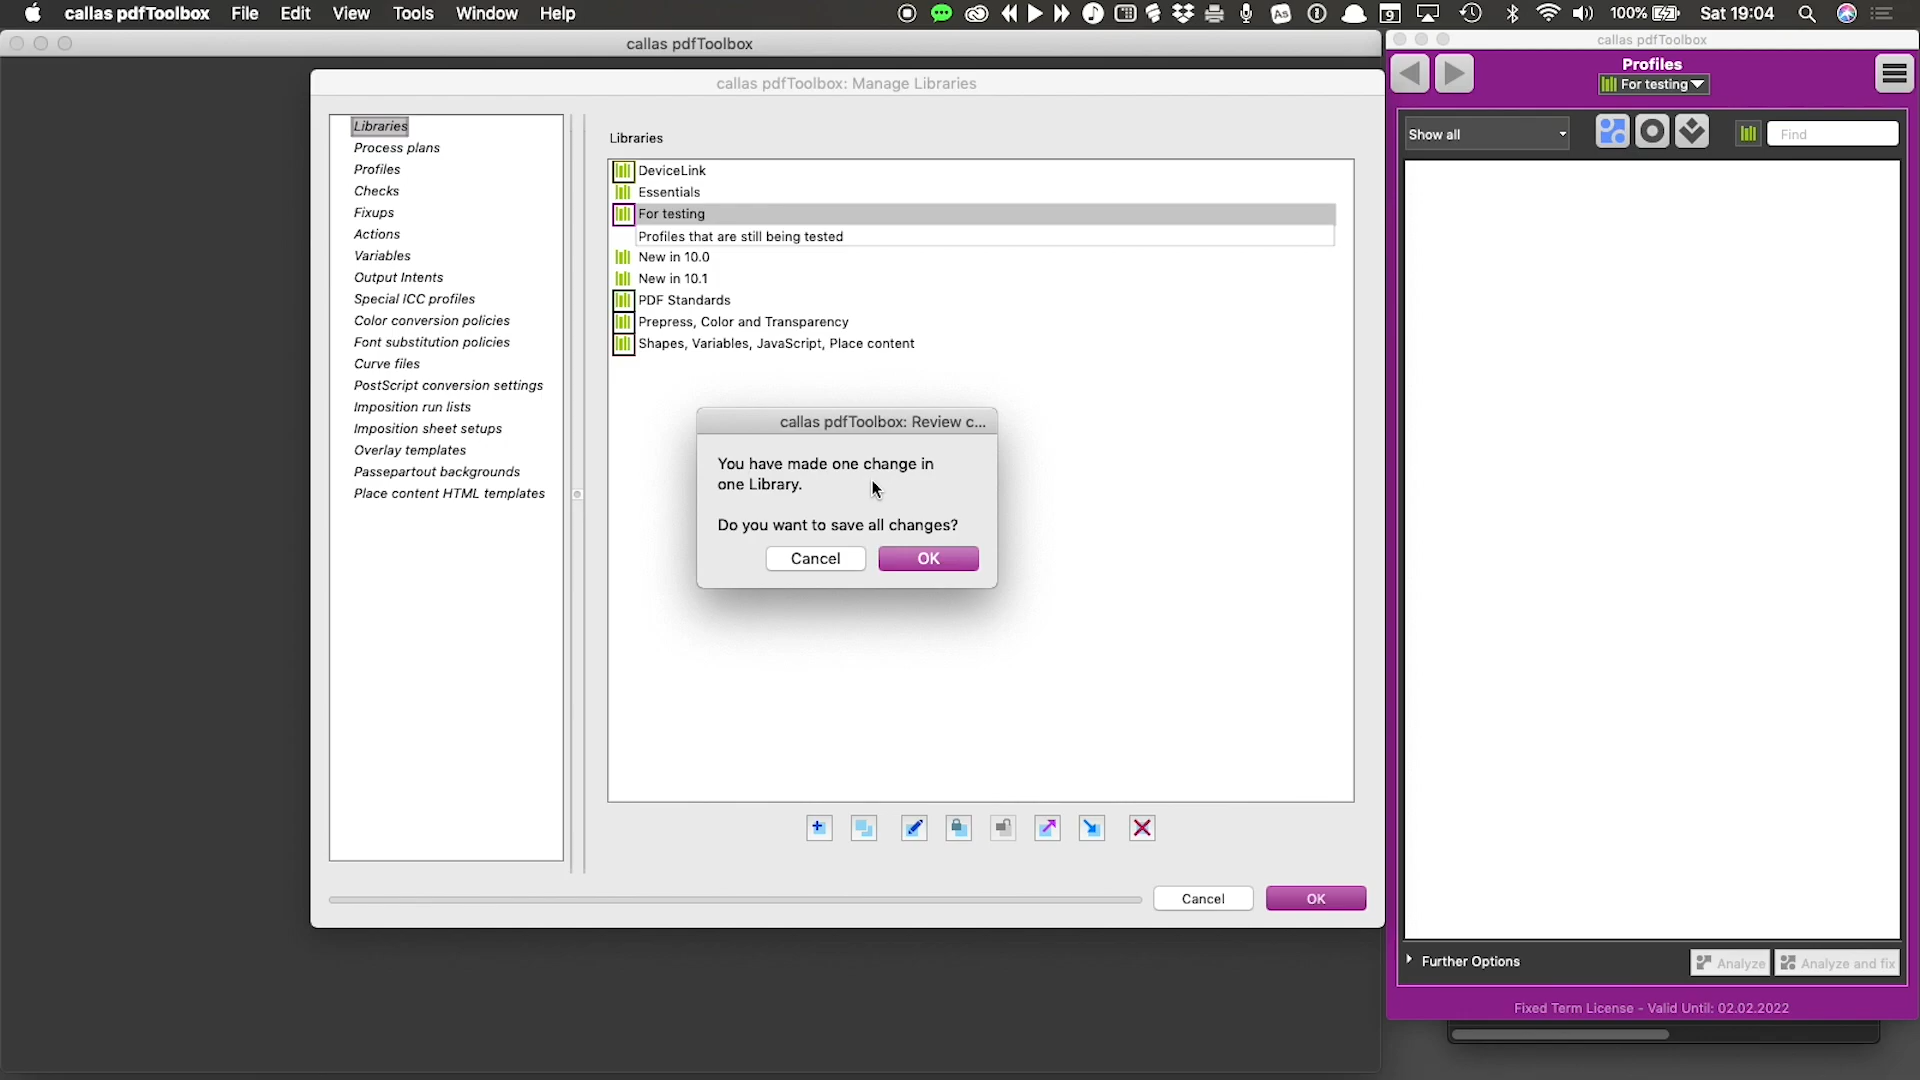 callas pdfToolbox File Edit View Tools Window Help
As 9 100% Sat 19:04
callas pdfToolbox
callas pdfToolbox: Manage Libraries
Libraries
Process plans
Profiles
Checks
Fixups
Actions
Variables
Output Intents
Special ICC profiles
Color conversion policies
Font substitution policies
Curve files
PostScript conversion settings
Imposition run lists
Imposition sheet setups
Overlay templates
Passepartout backgrounds
Place content HTML templates
Libraries
DeviceLink
Essentials
For testing
Profiles that are still being tested
New in 10.0
New in 10.1
PDF Standards
Prepress, Color and Transparency
Shapes, Variables, JavaScript, Place content
callas pdfToolbox: Review c...
You have made one change in
one Library.
Do you want to save all changes?
Cancel OK
Cancel OK
callas pdfToolbox
Profiles
For testing
Show all
Find
Further Options
Analyze Analyze and fix
Fixed Term License - Valid Until: 02.02.2022